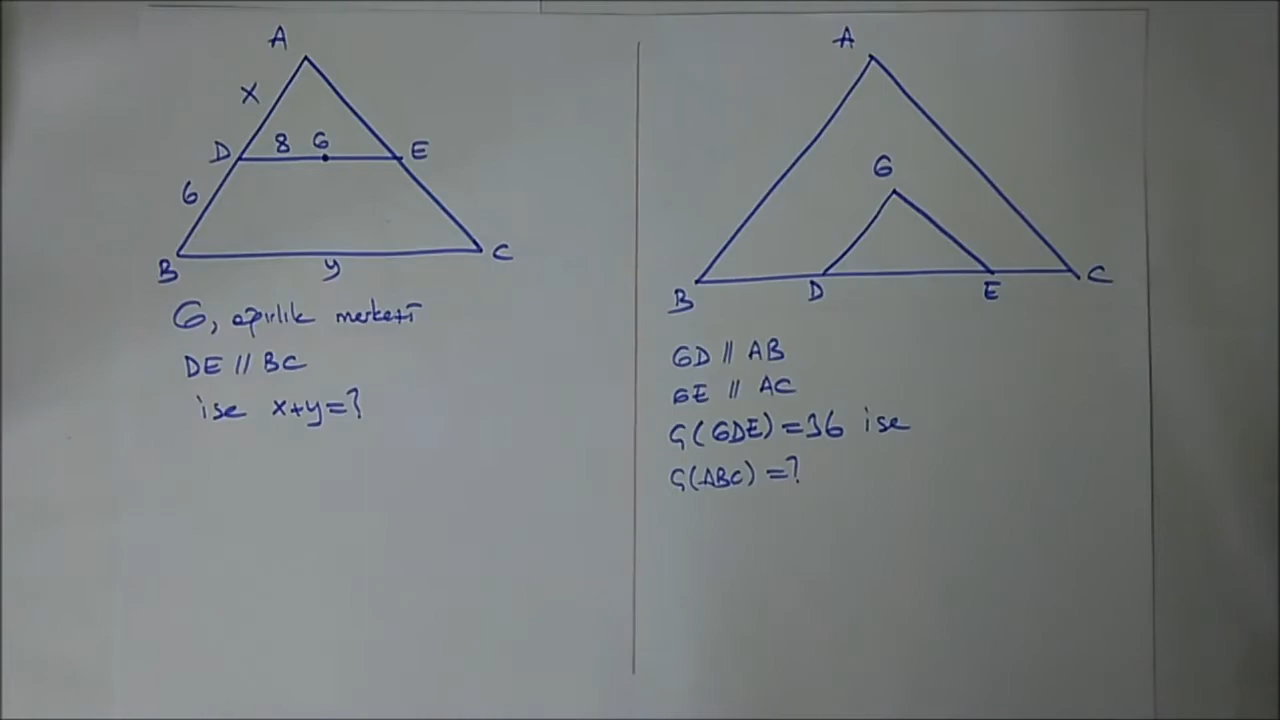 A
x
D 8 G E
6
B y C
G, ağırlık merkezi
DE // BC
ise x+y=?
A
G
B D E C
GD // AB
GE // AC
Ç(GDE)=36 ise
Ç(ABC)=?